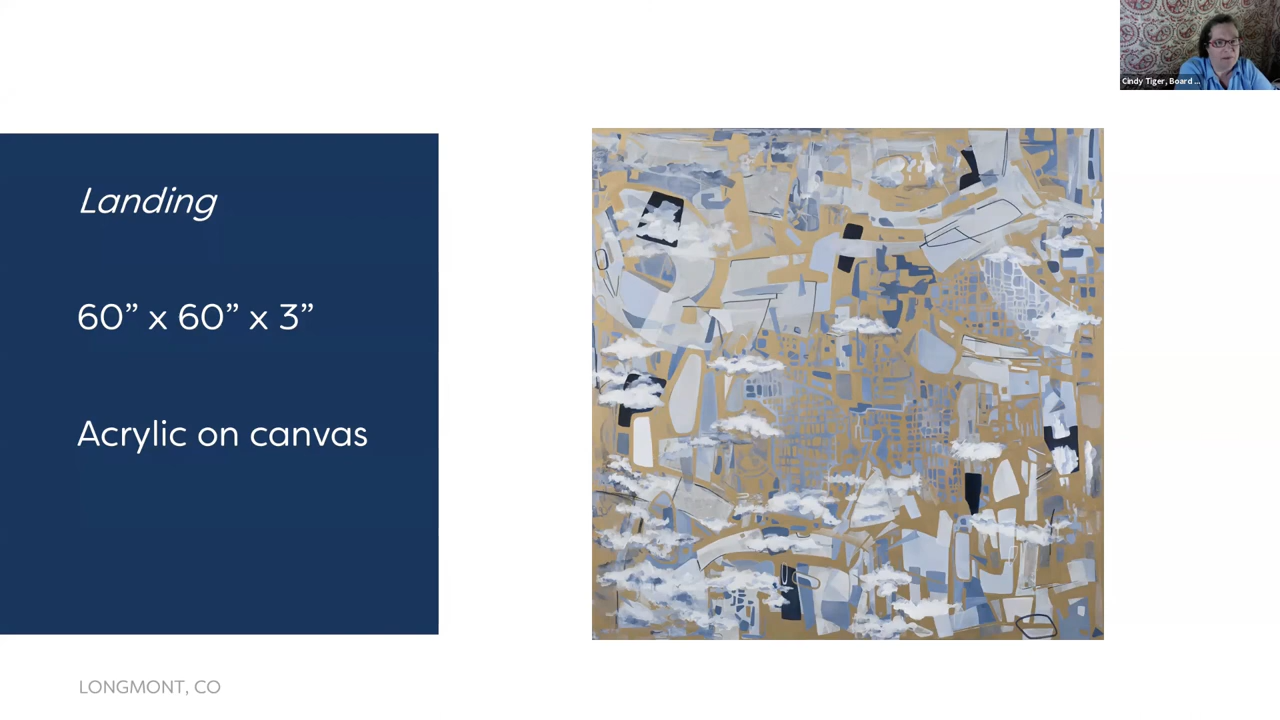 Cindy Tiger, Board ...
Landing
60” x 60” x 3”
Acrylic on canvas
LONGMONT, CO